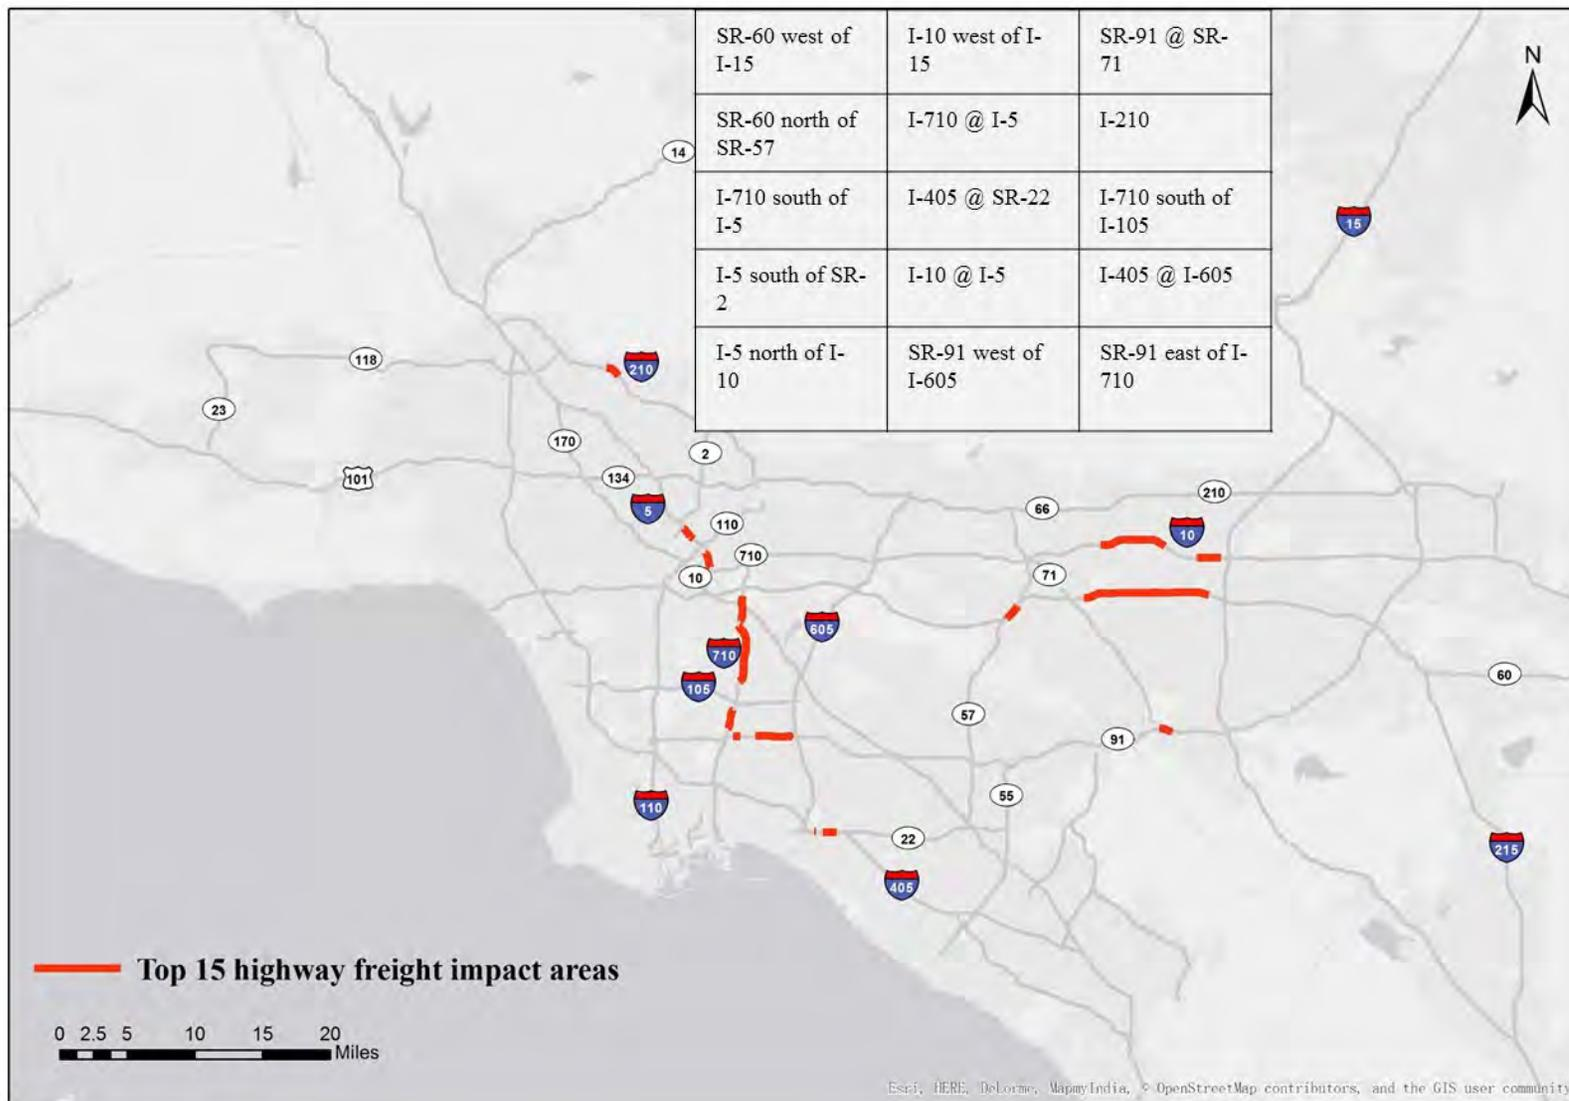 SR-60 west of
I-15
I-10 west of I-
15
SR-91 @ SR-
71
SR-60 north of
SR-57
I-710 @ I-5
I-210
I-710 south of
I-5
I-405 @ SR-22
I-710 south of
I-105
I-5 south of SR-
2
I-10 @ I-5
I-405 @ I-605
I-5 north of I-
10
SR-91 west of
I-605
SR-91 east of I-
710
N
14
15
118
210
23
170
2
101
134
5
110
66
210
10
710
10
71
605
710
105
60
57
91
55
110
22
215
405
Top 15 highway freight impact areas
0 2.5 5 10 15 20
Miles
Esri, HERE, DeLorme, MapmyIndia, © OpenStreetMap contributors, and the GIS user community